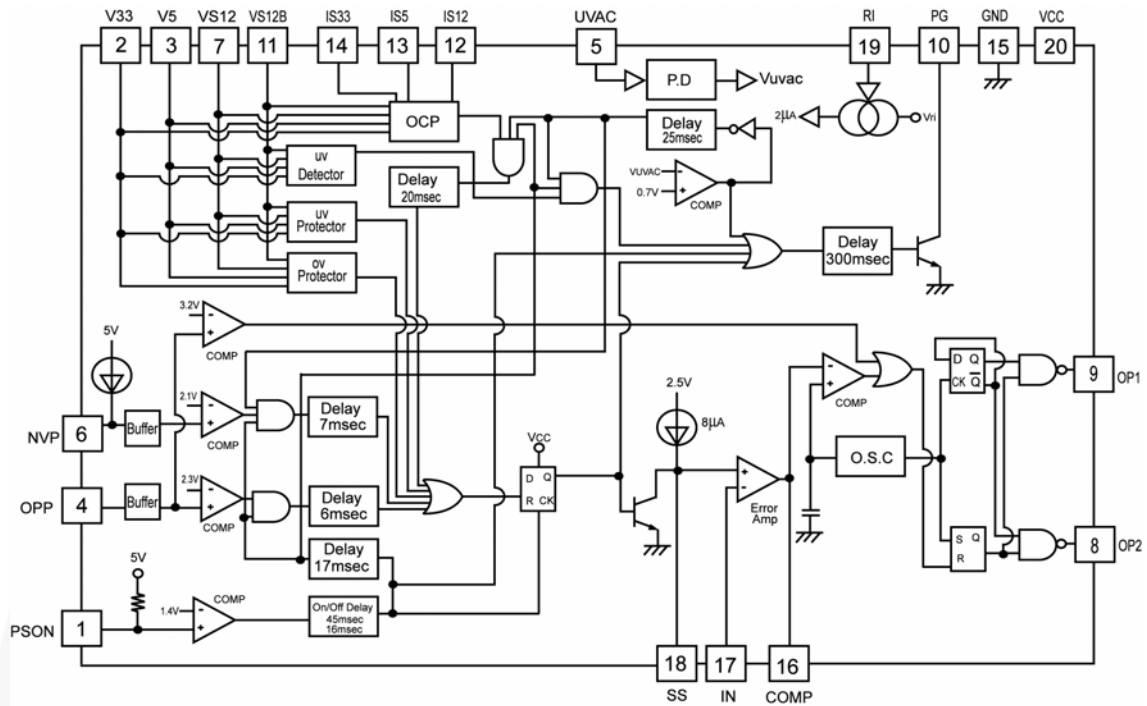 V33 V5 VS12 VS12B IS33 IS5 IS12 UVAC RI PG GND VCC
2 3 7 11 14 13 12 5 19 10 15 20
P.D Vuvac
2μA Vri
OCP
Delay
25msec
uv
Detector
Delay
20msec
VUVAC - 
0.7V +
COMP
uv
Protector
Delay
300msec
ov
Protector
3.2V - 
+
COMP
5V
2.5V
8μA
- 
+
COMP
D Q
CK Q
9 OP1
6 NVP
Buffer
2.1V - 
+
COMP
Delay
7msec
Vcc
D Q
R CK
O.S.C
4 OPP
Buffer
2.3V - 
+
COMP
Delay
6msec
+
-
Error
Amp
S Q
R
8 OP2
Delay
17msec
5V
1 PSON
1.4V - 
+
COMP
On/Off Delay
45msec
16msec
18 17 16
SS IN COMP